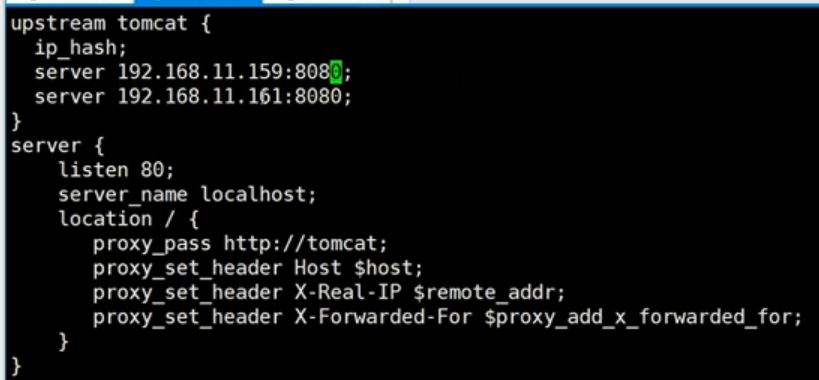 upstream tomcat {
  ip_hash;
  server 192.168.11.159:8080;
  server 192.168.11.161:8080;
}
server {
    listen 80;
    server_name localhost;
    location / {
       proxy_pass http://tomcat;
       proxy_set_header Host $host;
       proxy_set_header X-Real-IP $remote_addr;
       proxy_set_header X-Forwarded-For $proxy_add_x_forwarded_for;
    }
}